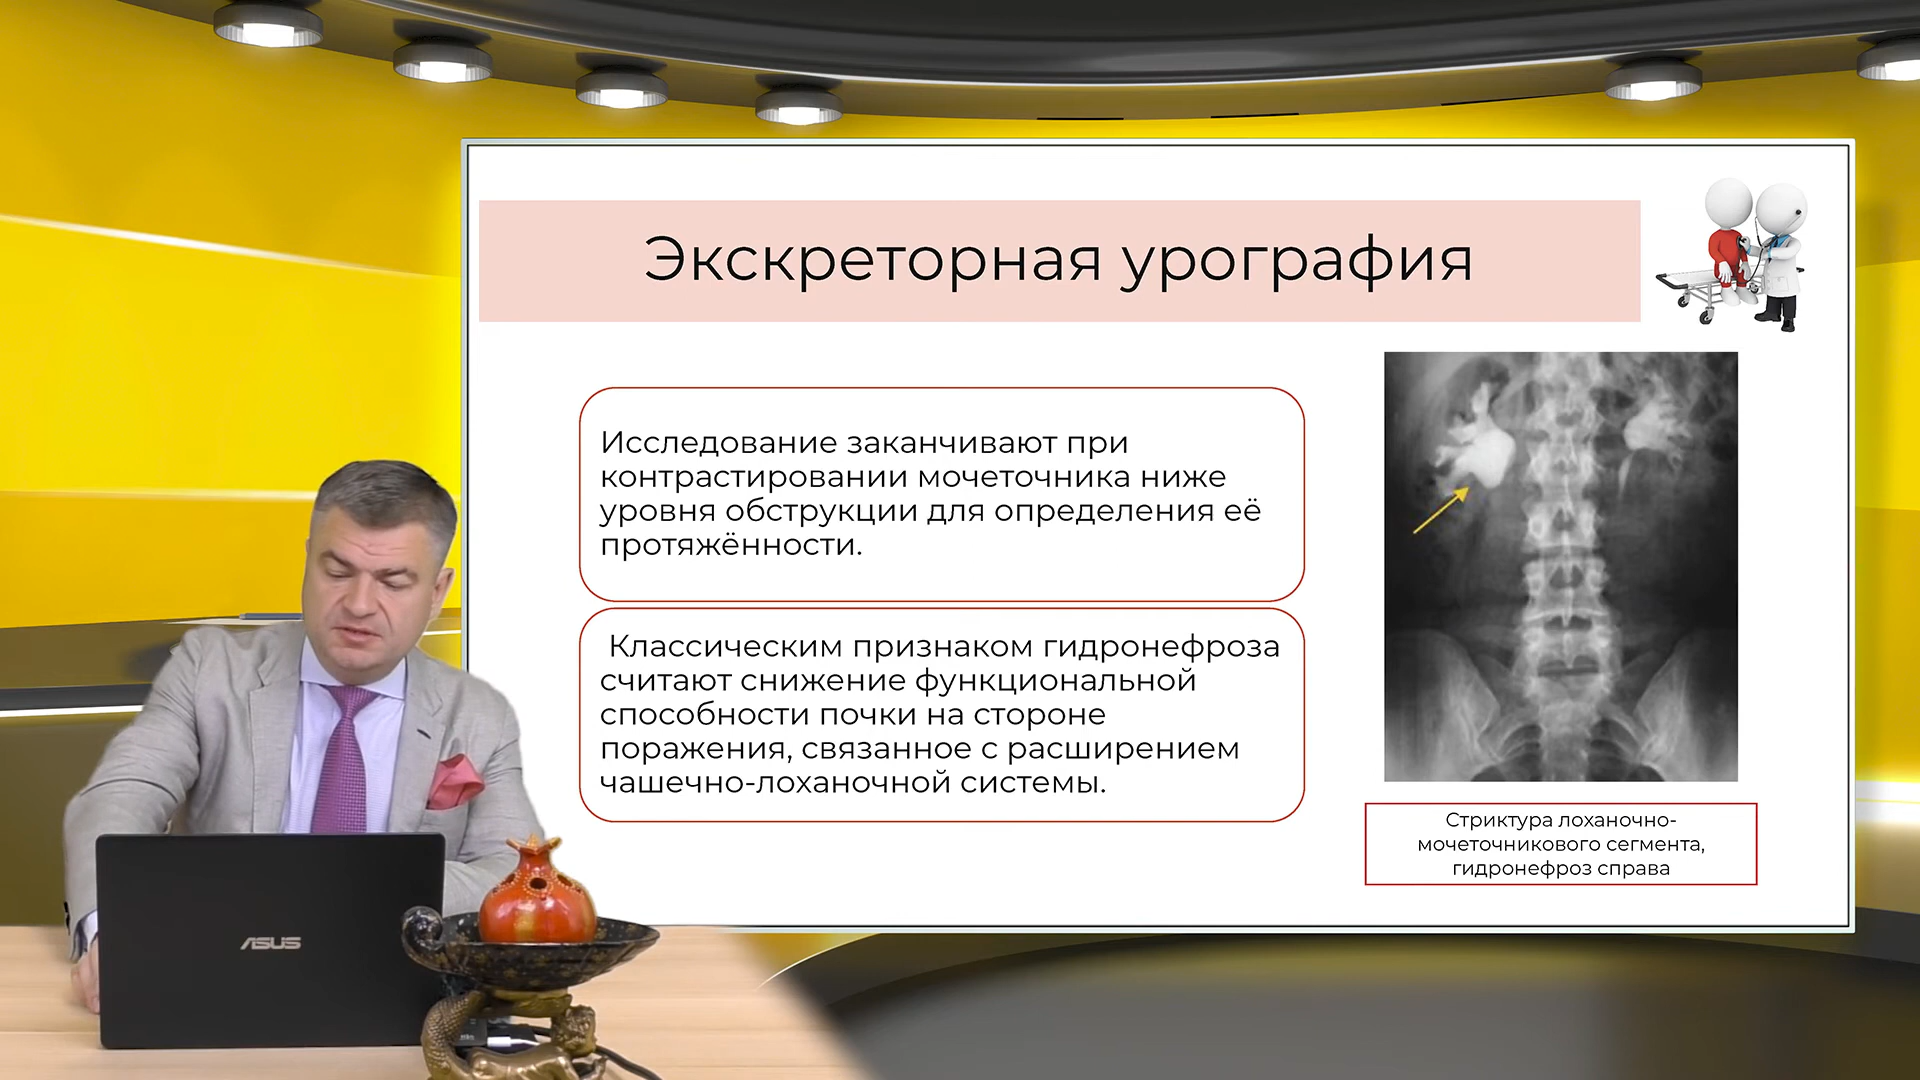 Экскреторная урография
Исследование заканчивают при
контрастировании мочеточника ниже
уровня обструкции для определения её
протяжённости.
Классическим признаком гидронефроза
считают снижение функциональной
способности почки на стороне
поражения, связанное с расширением
чашечно-лоханочной системы.
Стриктура лоханочно-
мочеточникового сегмента,
гидронефроз справа
ASUS